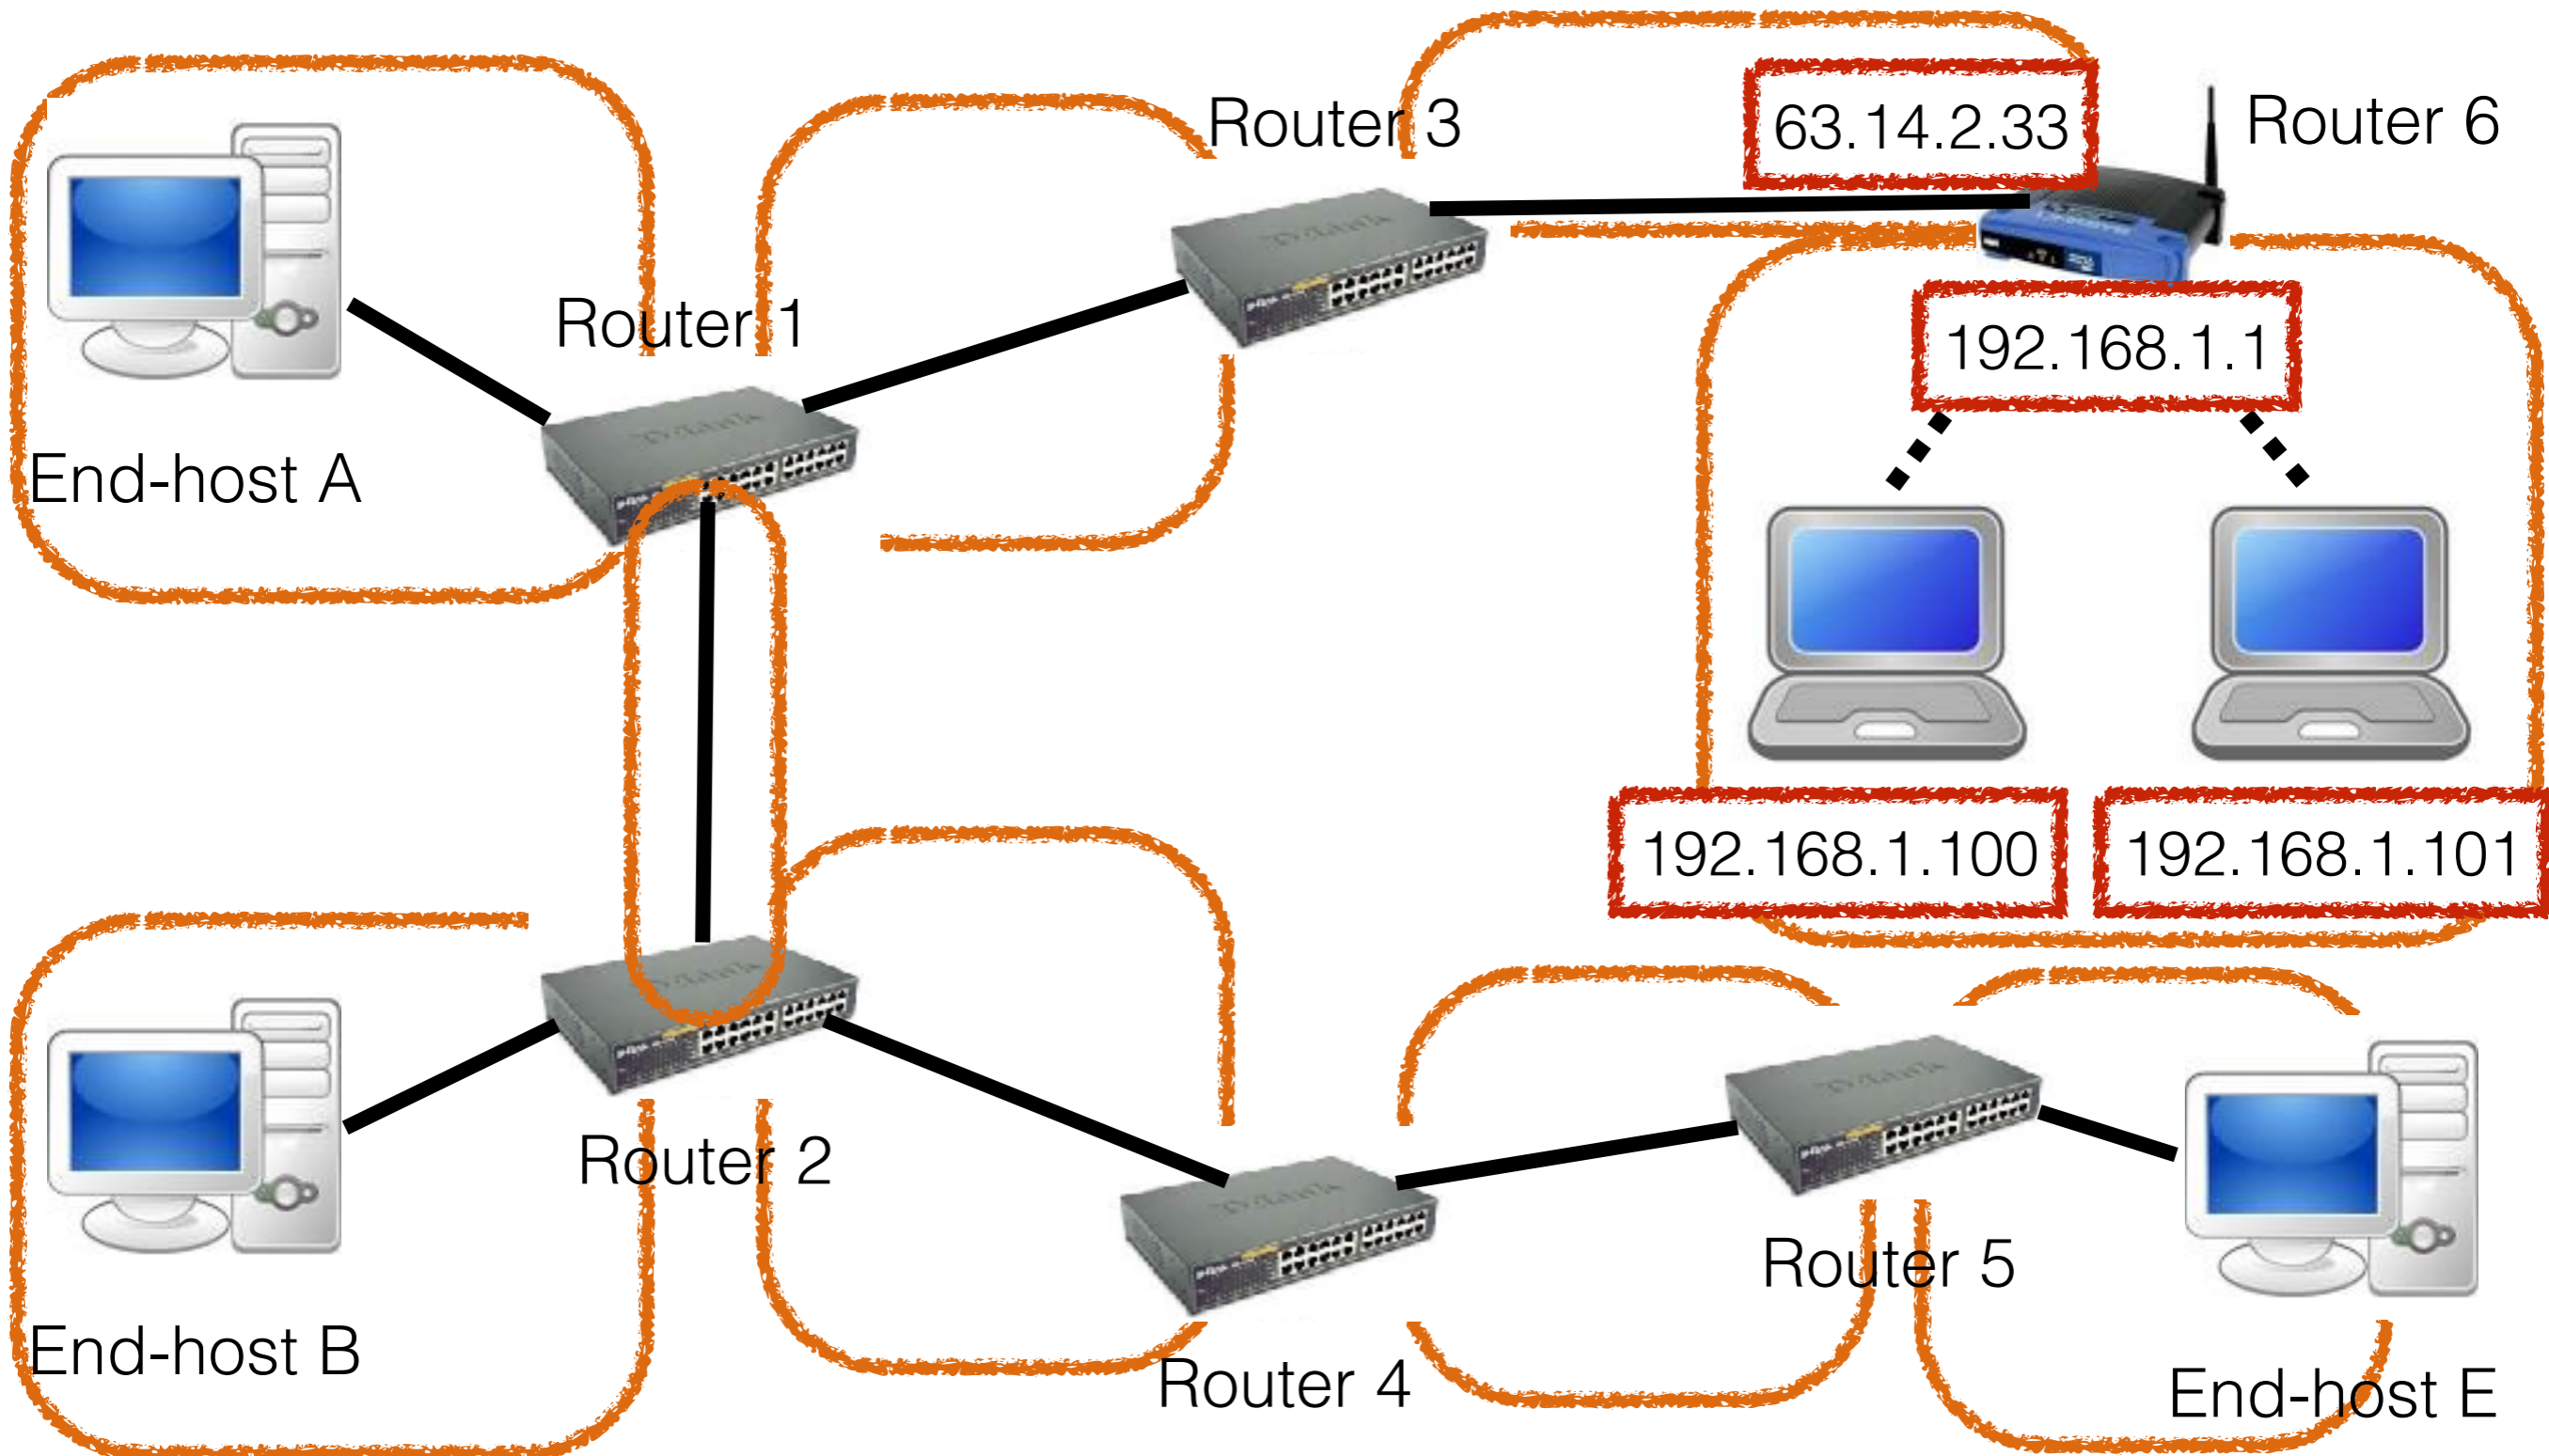 Router 3
63.14.2.33
Router 6
Router 1
192.168.1.1
End-host A
192.168.1.100
192.168.1.101
Router 2
Router 5
End-host B
Router 4
End-host E